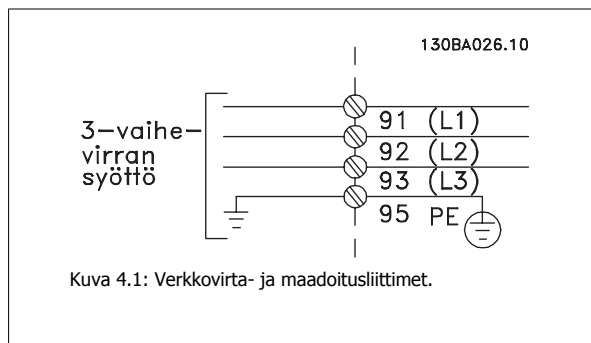 130BA026.10
3-vaihe-
virran
syöttö
91 (L1)
92 (L2)
93 (L3)
95 PE
Kuva 4.1: Verkkovirta- ja maadoitusliittimet.